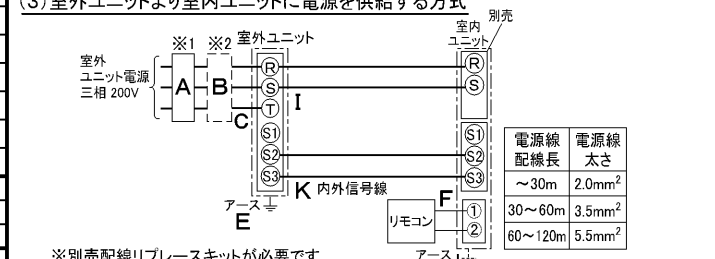 (3)室外ユニットより室内ユニットに電源を供給する方式
※1 ※2 室外ユニット
室内
ユニット
別売
室外
ユニット電源
三相 200V
A
B
C
R
S
T
S1
S2
S3
I
K 内外信号線
アース
E
R
S
S1
S2
S3
F
リモコン
①
②
アース
電源線
配線長
電源線
太さ
~30m 2.0mm²
30~60m 3.5mm²
60~120m 5.5mm²
※別売配線リプレースキットが必要です